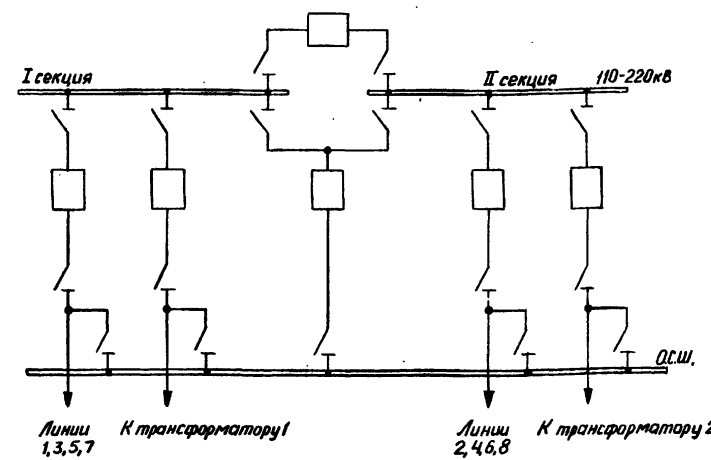 I секция
II секция
110-220кв
О.С.Ш.
Линии
1,3,5,7
К трансформатору 1
Линии
2,4,6,8
К трансформатору 2